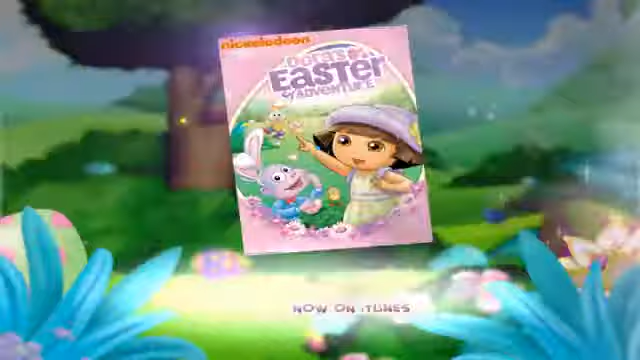 nickelodeon
DORA'S
EASTER
ADVENTURE
NOW ON iTUNES